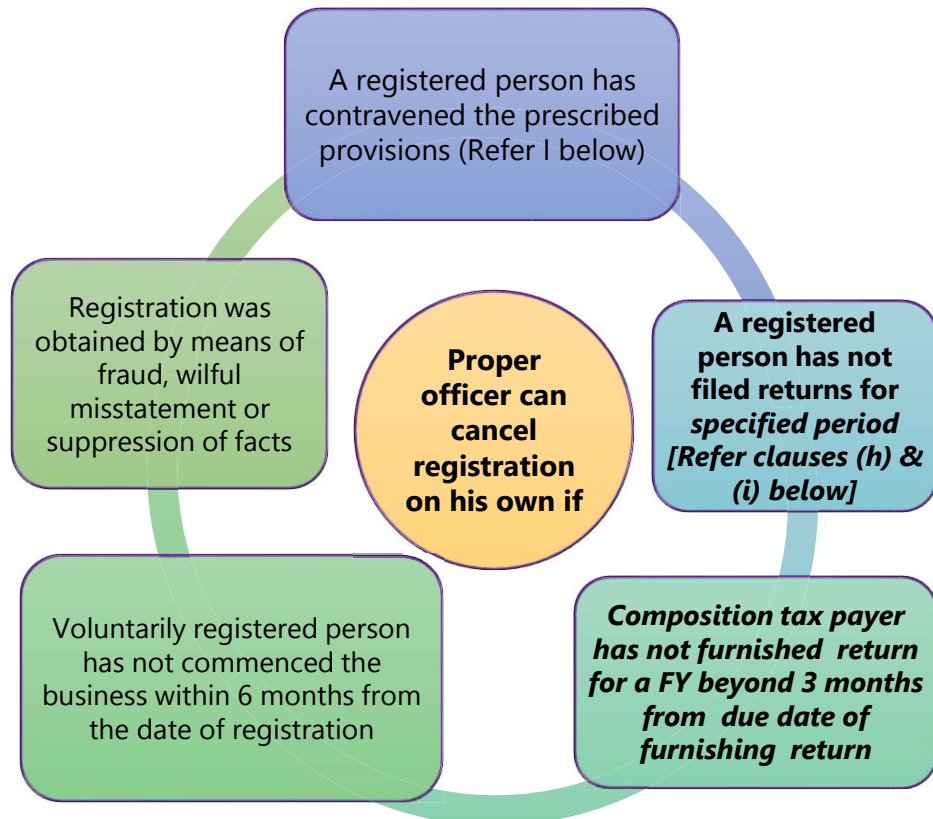 A registered person has
contravened the prescribed
provisions (Refer I below)
Registration was
obtained by means of
fraud, wilful
misstatement or
suppression of facts
Proper
officer can
cancel
registration
on his own if
A registered
person has not
filed returns for
specified period
[Refer clauses (h) &
(i) below]
Voluntarily registered person
has not commenced the
business within 6 months from
the date of registration
Composition tax payer
has not furnished return
for a FY beyond 3 months
from due date of
furnishing return